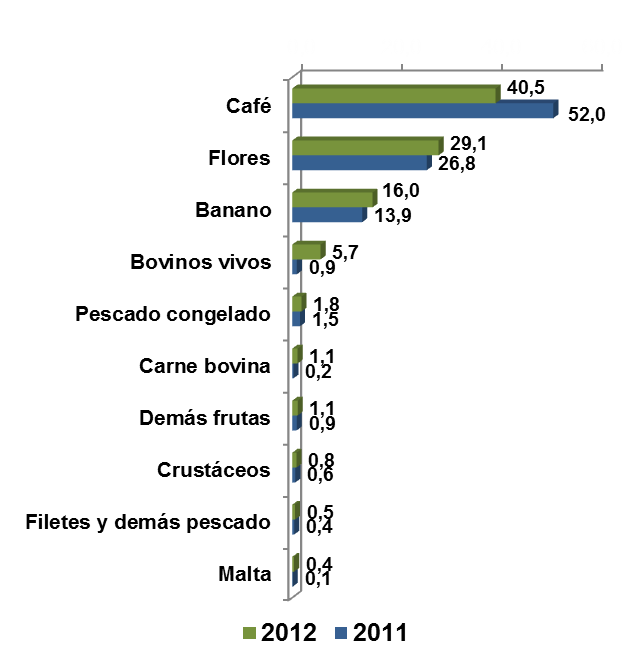 40,5
Café
52,0
29,1
Flores
26,8
16,0
Banano
13,9
5,7
Bovinos vivos
0,9
1,8
Pescado congelado
1,5
1,1
Carne bovina
0,2
1,1
Demás frutas
0,9
0,8
Crustáceos
0,6
0,5
Filetes y demás pescado
0,4
0,4
Malta
0,1
2012 2011